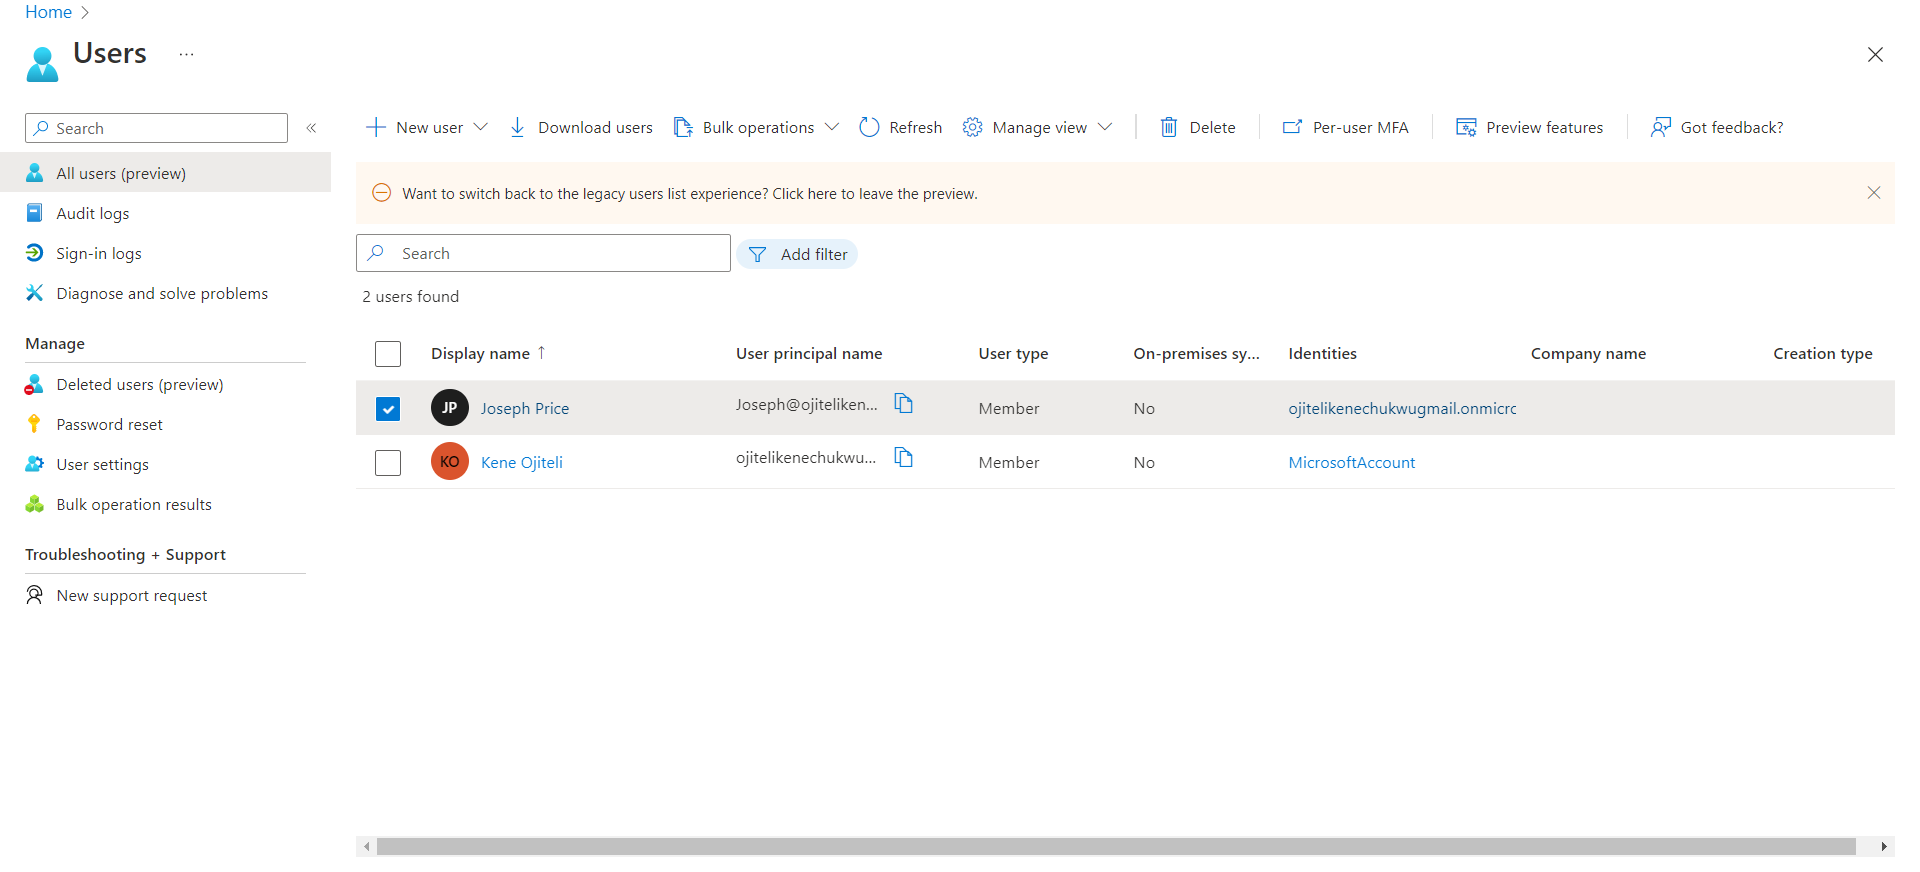 Home
Users
...
Search
All users (preview)
Audit logs
Sign-in logs
Diagnose and solve problems
Manage
Deleted users (preview)
Password reset
User settings
Bulk operation results
Troubleshooting + Support
New support request
New user Download users Bulk operations Refresh Manage view Delete Per-user MFA Preview features Got feedback?
Want to switch back to the legacy users list experience? Click here to leave the preview.
Search Add filter
2 users found
Display name ↑ User principal name User type On-premises sy... Identities Company name Creation type
JP Joseph Price Joseph@ojiteliken... Member No ojitelikenechukwugmail.onmicrc
KO Kene Ojiteli ojitelikenechukwu... Member No MicrosoftAccount